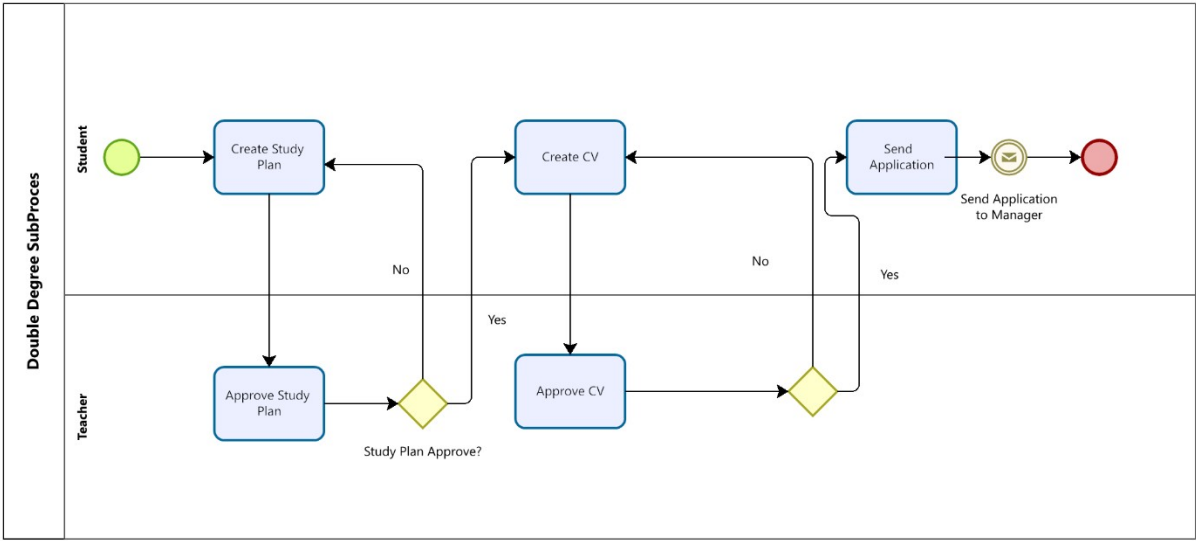 Double Degree SubProces
Student
Create Study
Plan
Create CV
Send
Application
Send Application
to Manager
No
No
Yes
Yes
Teacher
Approve Study
Plan
Approve CV
Study Plan Approve?